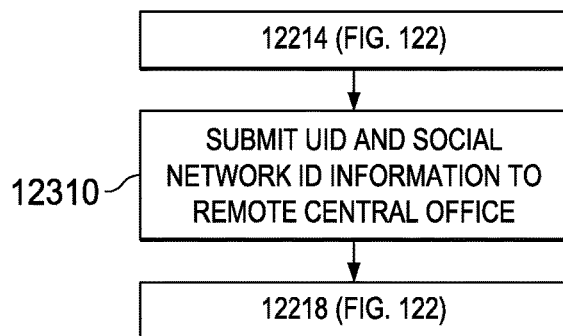 12214 (FIG. 122)
SUBMIT UID AND SOCIAL
NETWORK ID INFORMATION TO
REMOTE CENTRAL OFFICE
12310
12218 (FIG. 122)